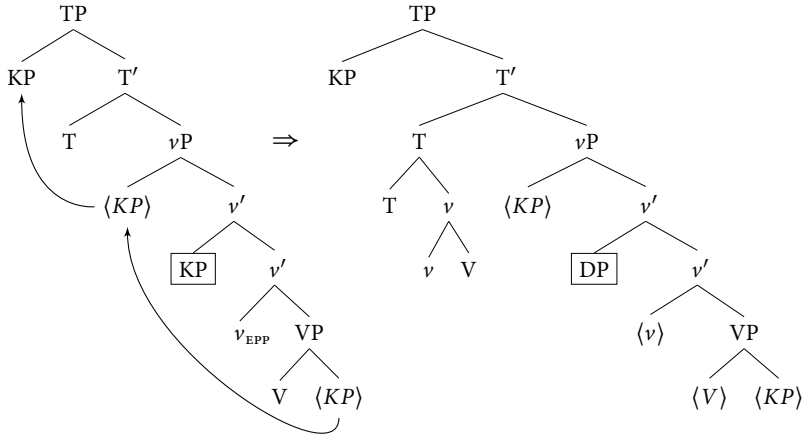 TP TP
KP T′ KP T′
T vP ⇒ T vP
⟨KP⟩ v′ T v ⟨KP⟩ v′
KP v′ v V DP v′
vEPP VP ⟨v⟩ VP
V ⟨KP⟩ ⟨V⟩ ⟨KP⟩